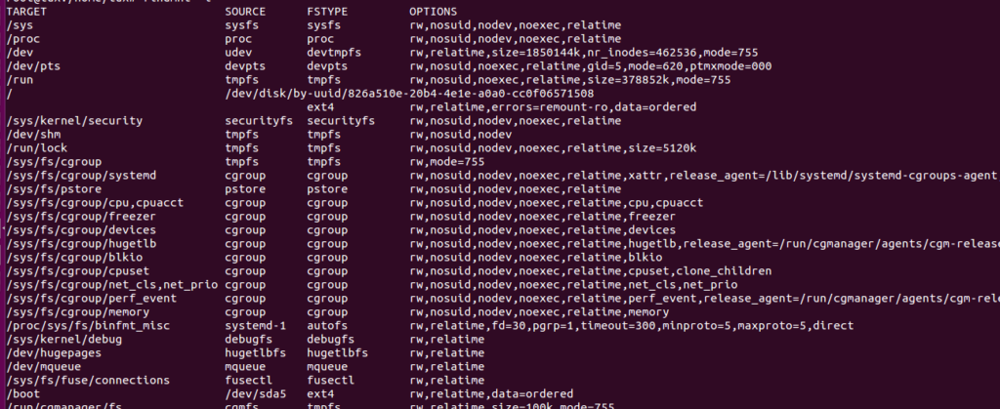 TARGET SOURCE FSTYPE OPTIONS
/sys sysfs sysfs rw,nosuid,nodev,noexec,relatime
/proc proc proc rw,nosuid,nodev,noexec,relatime
/dev udev devtmpfs rw,relatime,size=1850144k,nr_inodes=462536,mode=755
/dev/pts devpts devpts rw,nosuid,noexec,relatime,gid=5,mode=620,ptmxmode=000
/run tmpfs tmpfs rw,nosuid,noexec,relatime,size=378852k,mode=755
/ /dev/disk/by-uuid/826a510e-20b4-4e1e-a0a0-cc0f06571508
ext4 rw,relatime,errors=remount-ro,data=ordered
/sys/kernel/security securityfs securityfs rw,nosuid,nodev,noexec,relatime
/dev/shm tmpfs tmpfs rw,nosuid,nodev
/run/lock tmpfs tmpfs rw,nosuid,nodev,noexec,relatime,size=5120k
/sys/fs/cgroup tmpfs tmpfs rw,mode=755
/sys/fs/cgroup/systemd cgroup cgroup rw,nosuid,nodev,noexec,relatime,xattr,release_agent=/lib/systemd/systemd-cgroups-agent
/sys/fs/pstore pstore pstore rw,nosuid,nodev,noexec,relatime
/sys/fs/cgroup/cpu,cpuacct cgroup cgroup rw,nosuid,nodev,noexec,relatime,cpu,cpuacct
/sys/fs/cgroup/freezer cgroup cgroup rw,nosuid,nodev,noexec,relatime,freezer
/sys/fs/cgroup/devices cgroup cgroup rw,nosuid,nodev,noexec,relatime,devices
/sys/fs/cgroup/hugetlb cgroup cgroup rw,nosuid,nodev,noexec,relatime,hugetlb,release_agent=/run/cgmanager/agents/cgm-release
/sys/fs/cgroup/blkio cgroup cgroup rw,nosuid,nodev,noexec,relatime,blkio
/sys/fs/cgroup/cpuset cgroup cgroup rw,nosuid,nodev,noexec,relatime,cpuset,clone_children
/sys/fs/cgroup/net_cls,net_prio cgroup cgroup rw,nosuid,nodev,noexec,relatime,net_cls,net_prio
/sys/fs/cgroup/perf_event cgroup cgroup rw,nosuid,nodev,noexec,relatime,perf_event,release_agent=/run/cgmanager/agents/cgm-rele
/sys/fs/cgroup/memory cgroup cgroup rw,nosuid,nodev,noexec,relatime,memory
/proc/sys/fs/binfmt_misc systemd-1 autofs rw,relatime,fd=30,pgrp=1,timeout=300,minproto=5,maxproto=5,direct
/sys/kernel/debug debugfs debugfs rw,relatime
/dev/hugepages hugetlbfs hugetlbfs rw,relatime
/dev/mqueue mqueue mqueue rw,relatime
/sys/fs/fuse/connections fusectl fusectl rw,relatime
/boot /dev/sda5 ext4 rw,relatime,data=ordered
/run/cgmanager/fs cgmfs tmpfs rw,relatime,size=100k,mode=755